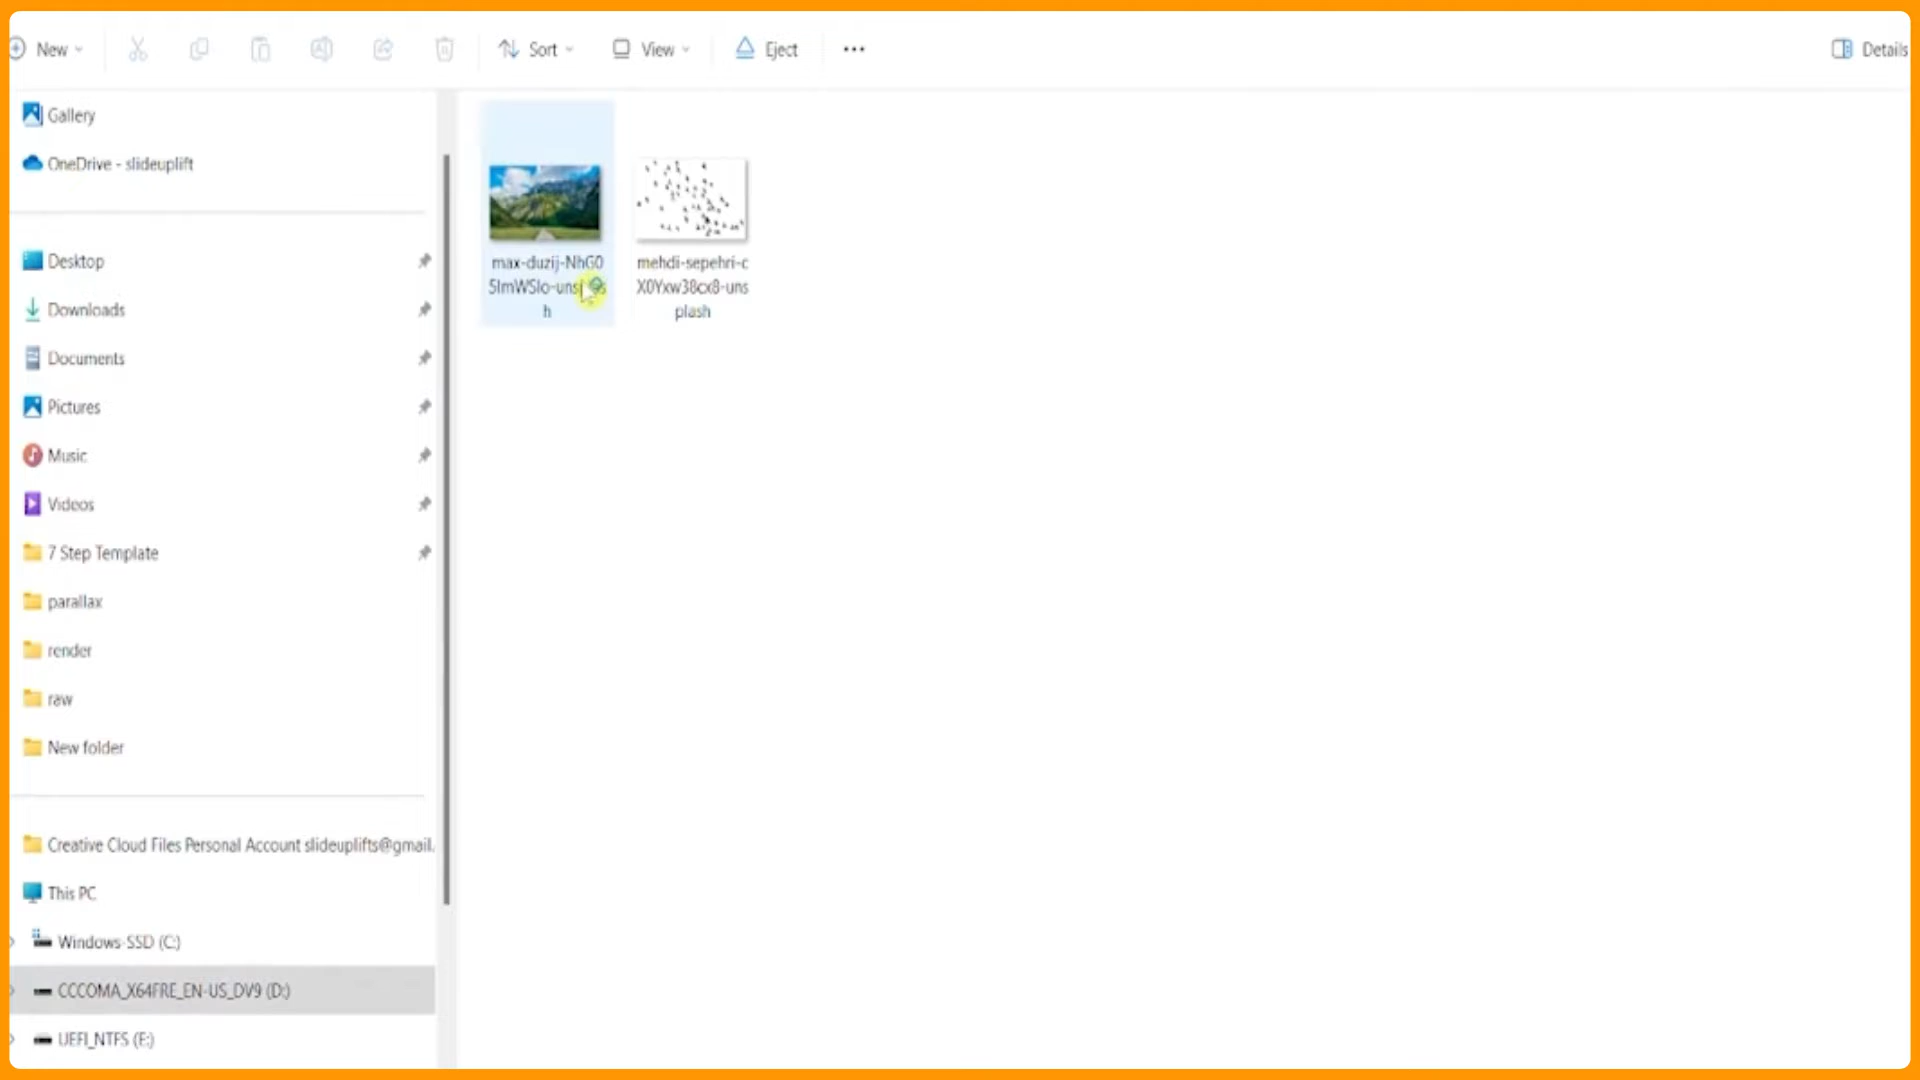 New
Sort
View
Eject
Details
Gallery
OneDrive - slideuplift
Desktop
Downloads
Documents
Pictures
Music
Videos
7 Step Template
parallax
render
raw
New folder
Creative Cloud Files Personal Account slideuplifts@gmail.
This PC
Windows-SSD (C:)
CCCOMA_X64FRE_EN-US_DV9 (D:)
UEFI_NTFS (E:)
max-duzij-NhG0
h
mehdi-sepehri-c
X0Yxw38cx8-uns
plash